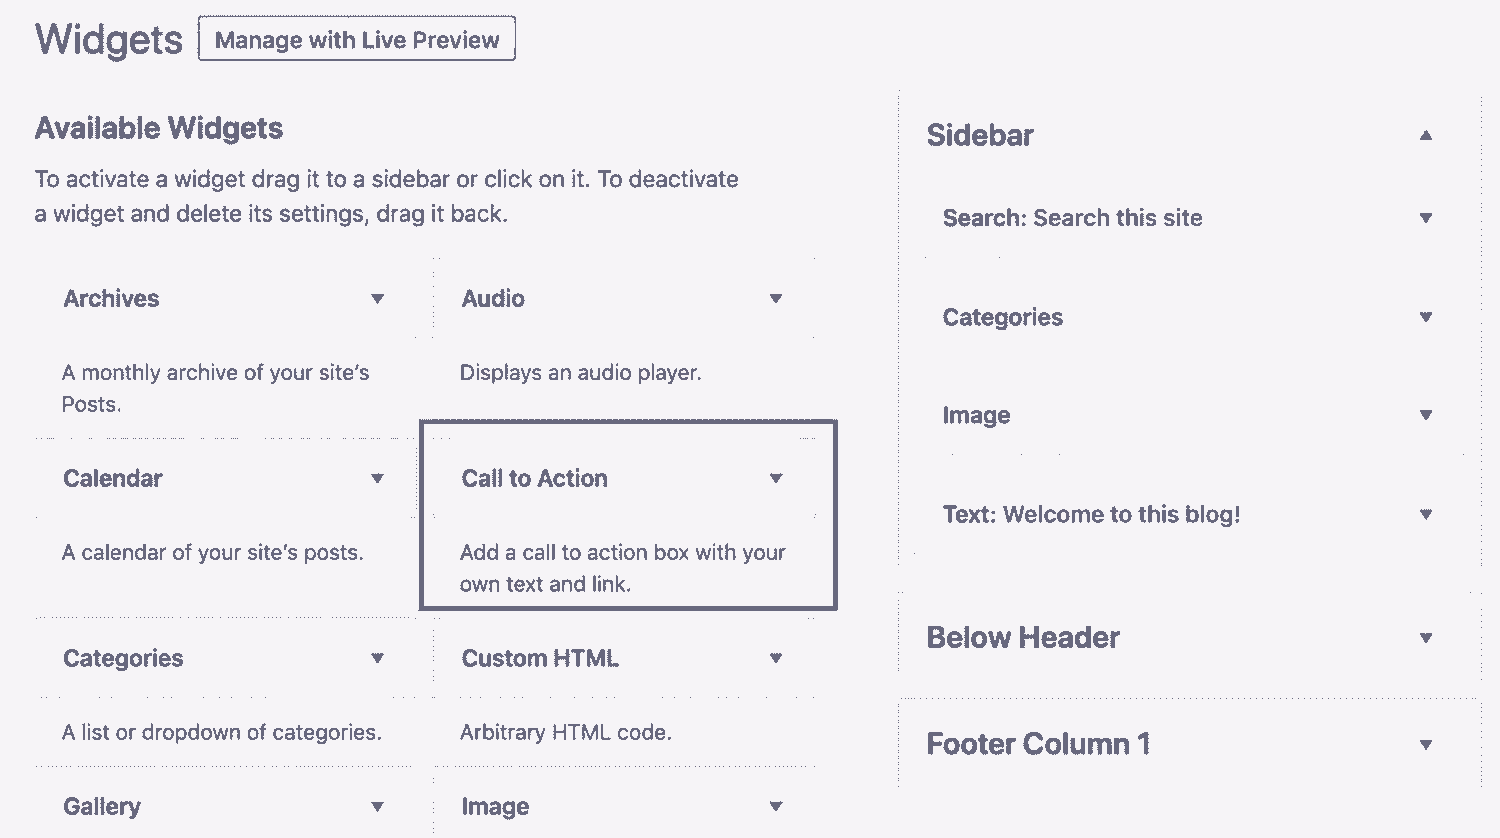 Widgets Manage with Live Preview
Available Widgets
To activate a widget drag it to a sidebar or click on it. To deactivate
a widget and delete its settings, drag it back.
Archives
A monthly archive of your site's
Posts.
Audio
Displays an audio player.
Calendar
A calendar of your site's posts.
Call to Action
Add a call to action box with your
own text and link.
Categories
A list or dropdown of categories.
Custom HTML
Arbitrary HTML code.
Gallery
Image
Sidebar
Search: Search this site
Categories
Image
Text: Welcome to this blog!
Below Header
Footer Column 1